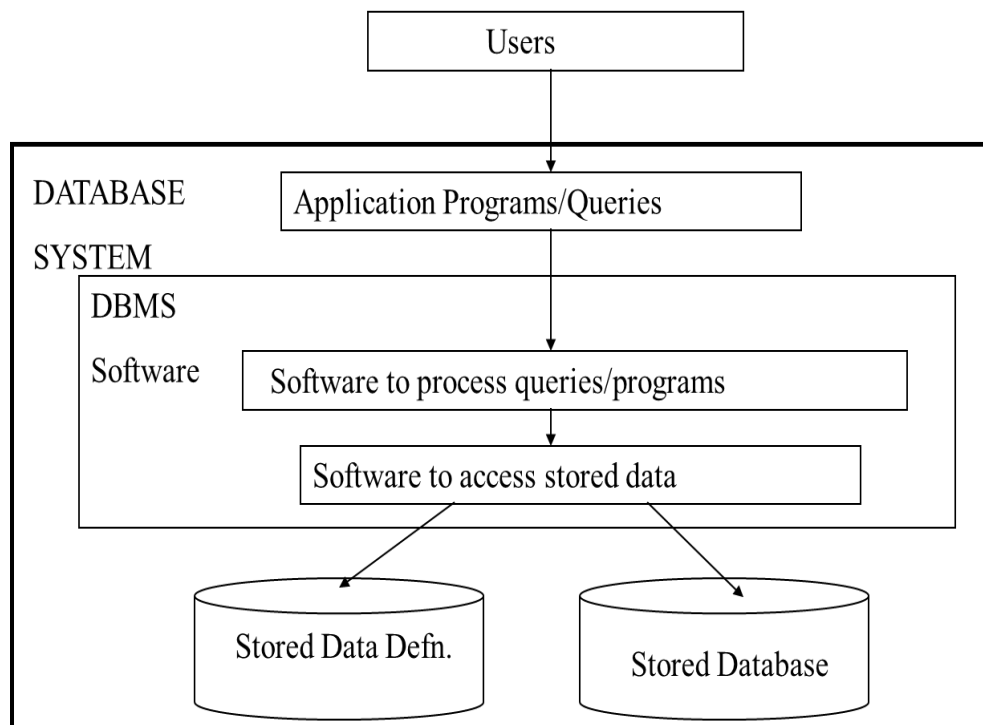 Users
DATABASE
SYSTEM
Application Programs/Queries
DBMS
Software
Software to process queries/programs
Software to access stored data
Stored Data Defn.
Stored Database